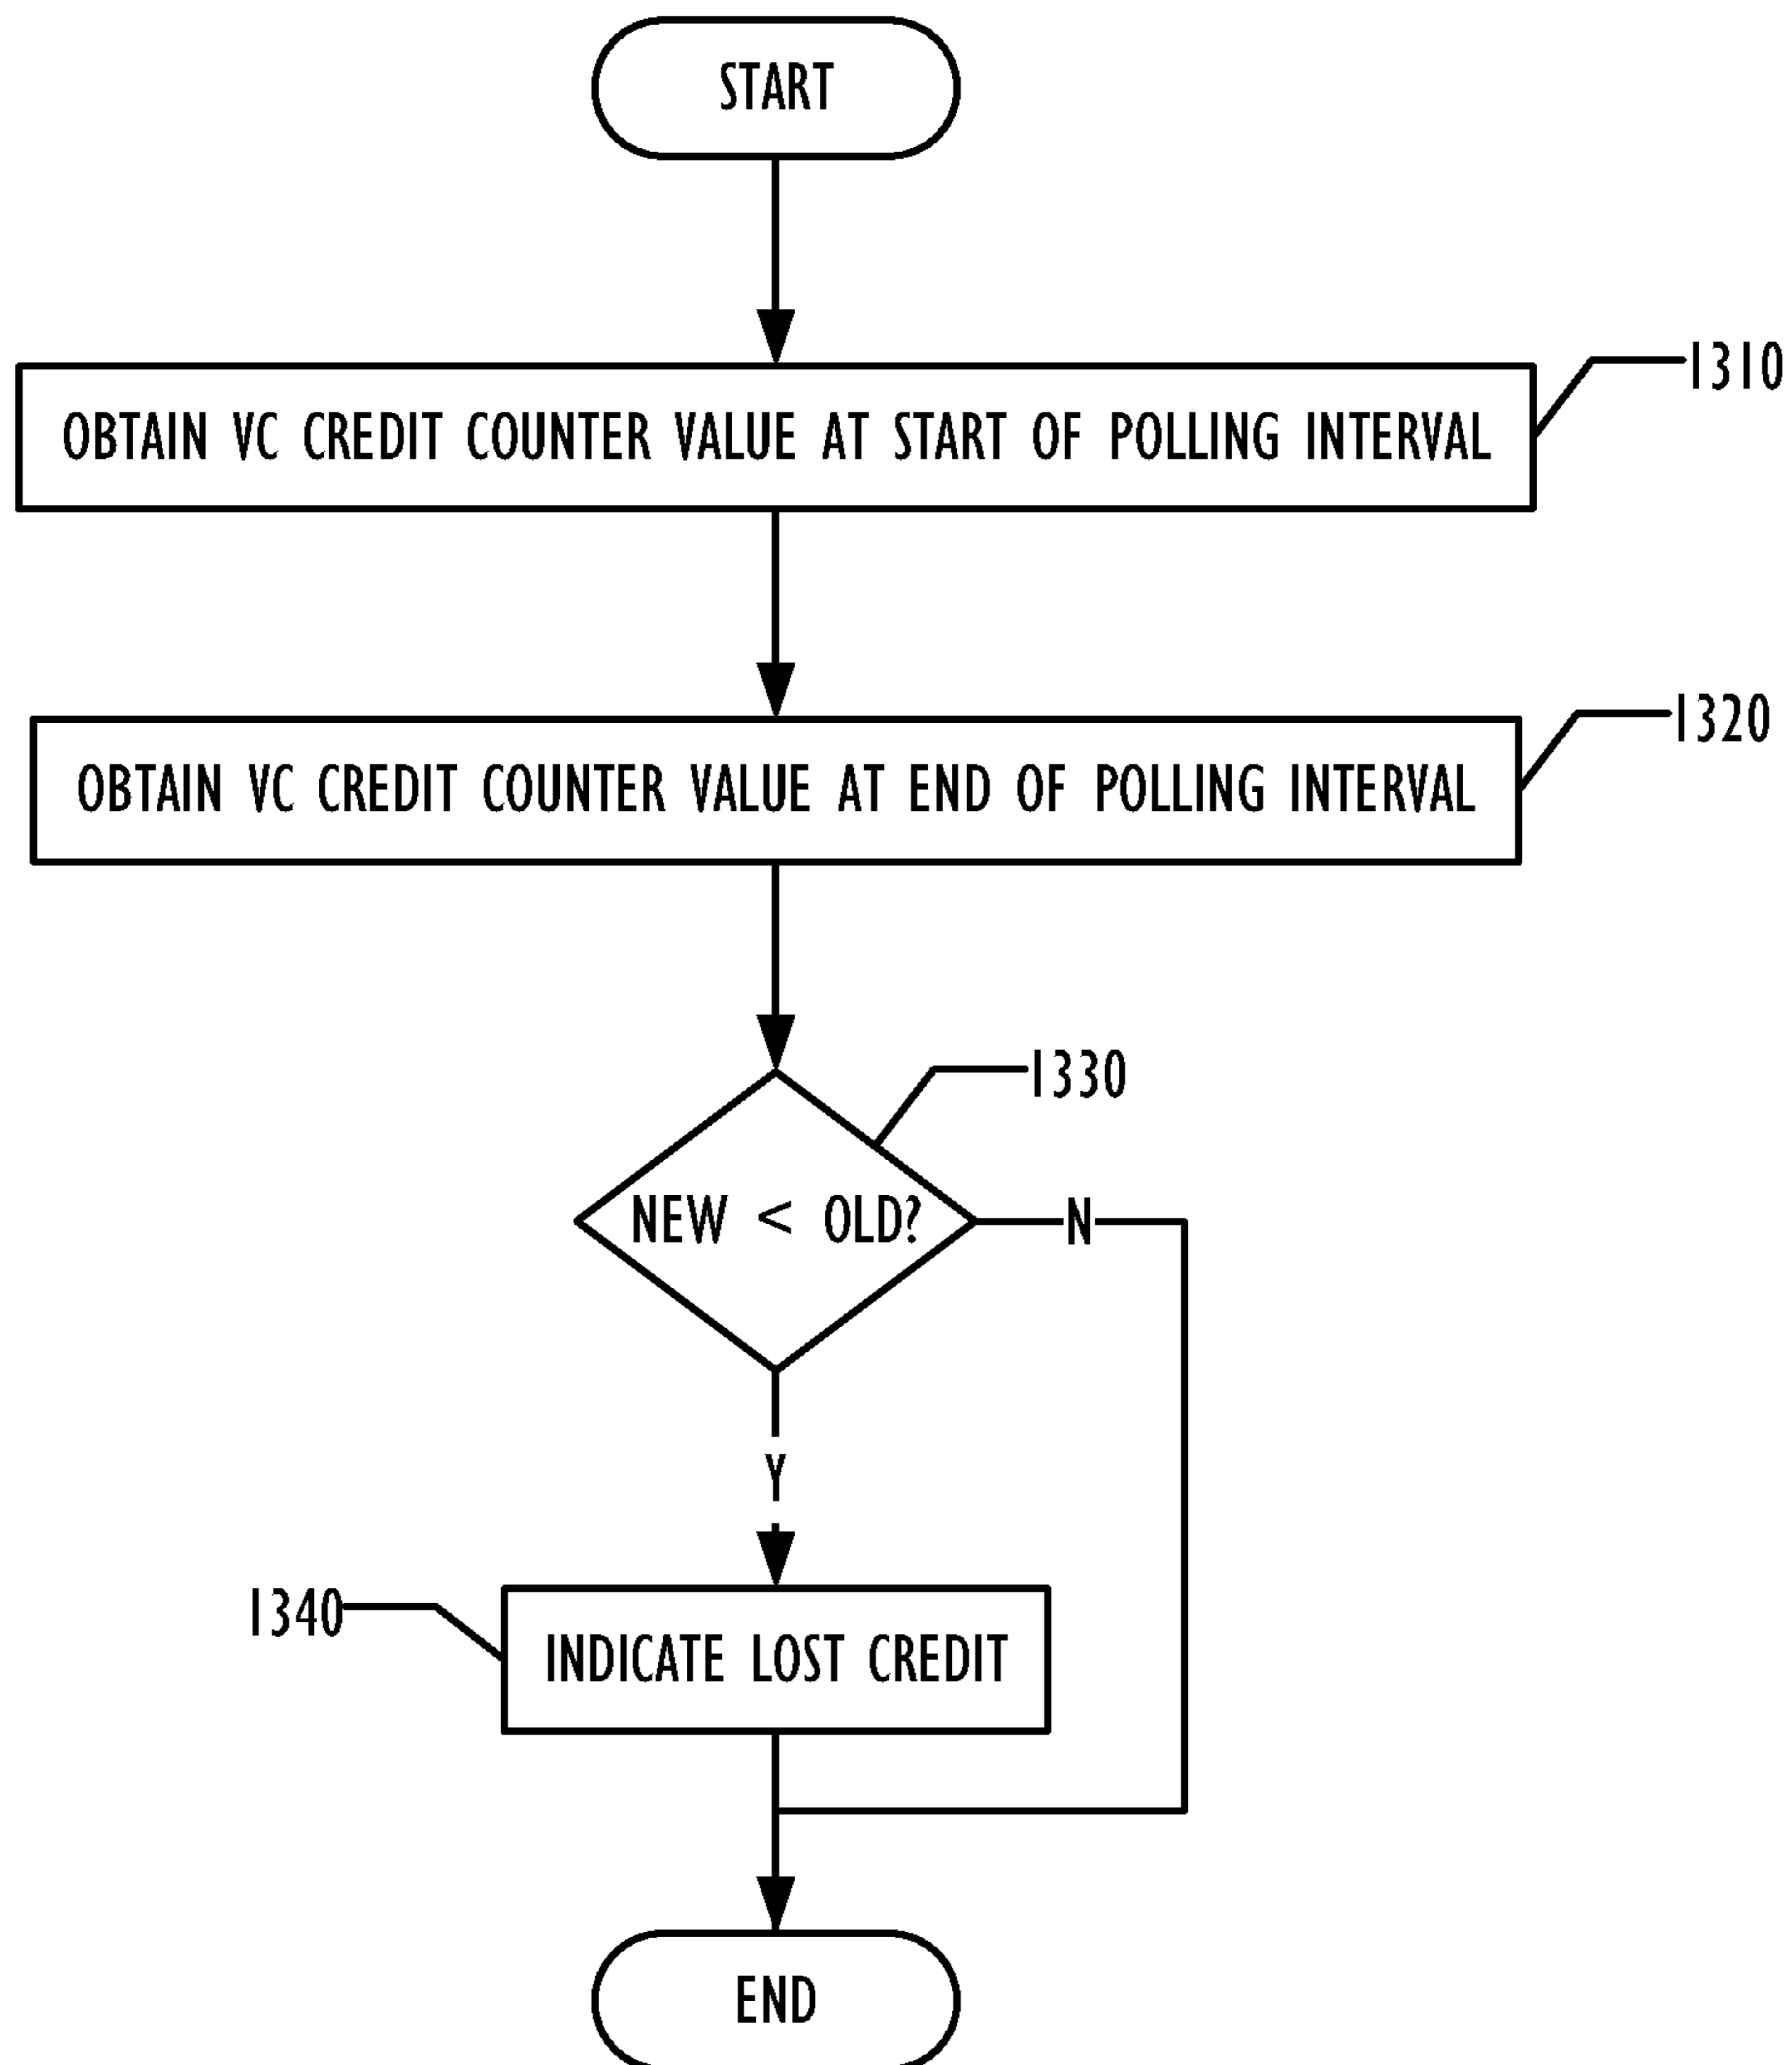 START
1310
OBTAIN VC CREDIT COUNTER VALUE AT START OF POLLING INTERVAL
1320
OBTAIN VC CREDIT COUNTER VALUE AT END OF POLLING INTERVAL
1330
NEW < OLD?
N
Y
1340
INDICATE LOST CREDIT
END